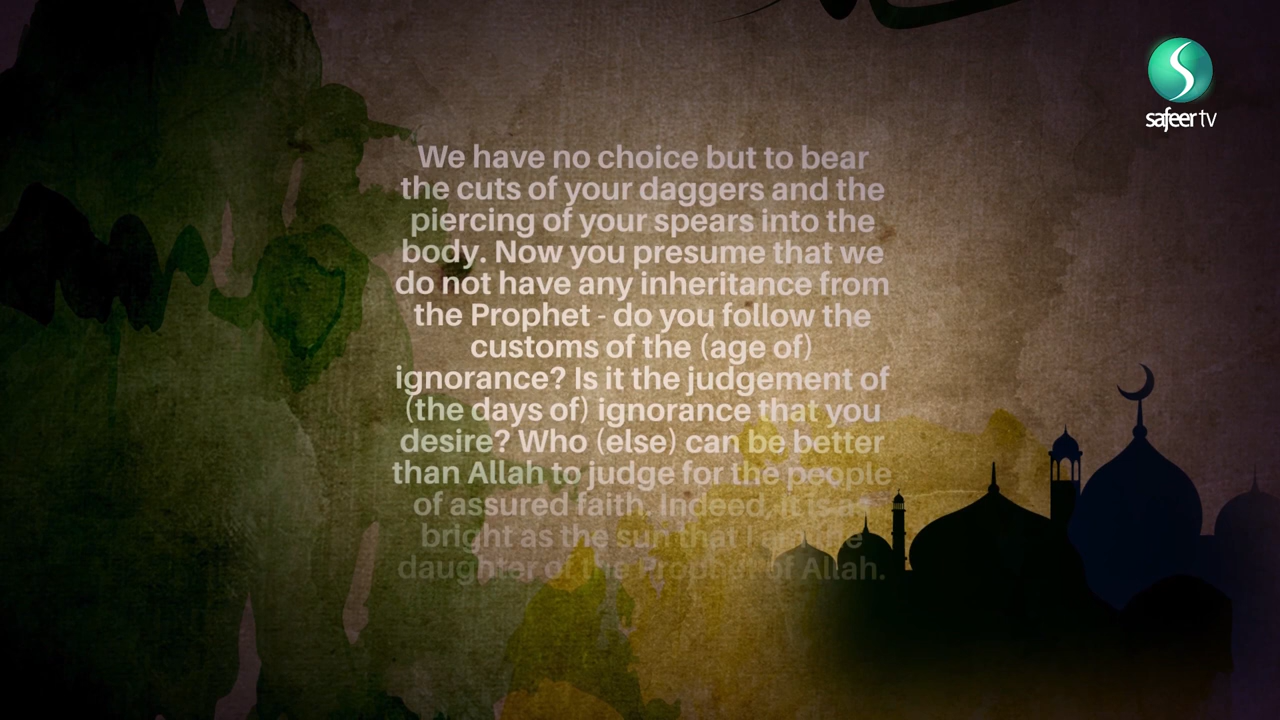 safeer tv
We have no choice but to bear
the cuts of your daggers and the
piercing of your spears into the
body. Now you presume that we
do not have any inheritance from
the Prophet - do you follow the
customs of the (age of)
ignorance? Is it the judgement of
(the days of) ignorance that you
desire? Who (else) can be better
than Allah to judge for the people
of assured faith. Indeed, it is as
bright as the sun that I am the
daughter of the Prophet of Allah.